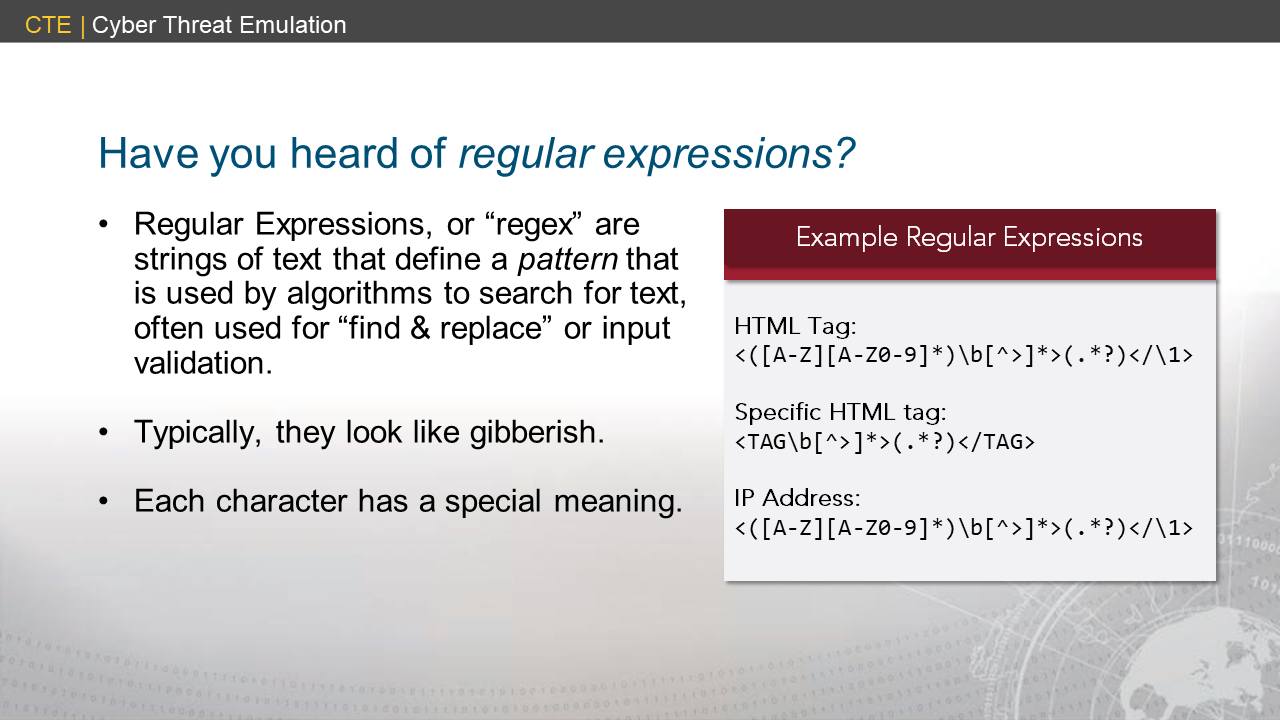 CTE | Cyber Threat Emulation
Have you heard of regular expressions?
• Regular Expressions, or “regex” are
strings of text that define a pattern that
is used by algorithms to search for text,
often used for “find & replace” or input
validation.
• Typically, they look like gibberish.
• Each character has a special meaning.
Example Regular Expressions
HTML Tag:
<([A-Z][A-Z0-9]*)\b[^>]*>(.*?)</\1>
Specific HTML tag:
<TAG\b[^>]*>(.*?)</TAG>
IP Address:
<([A-Z][A-Z0-9]*)\b[^>]*>(.*?)</\1>